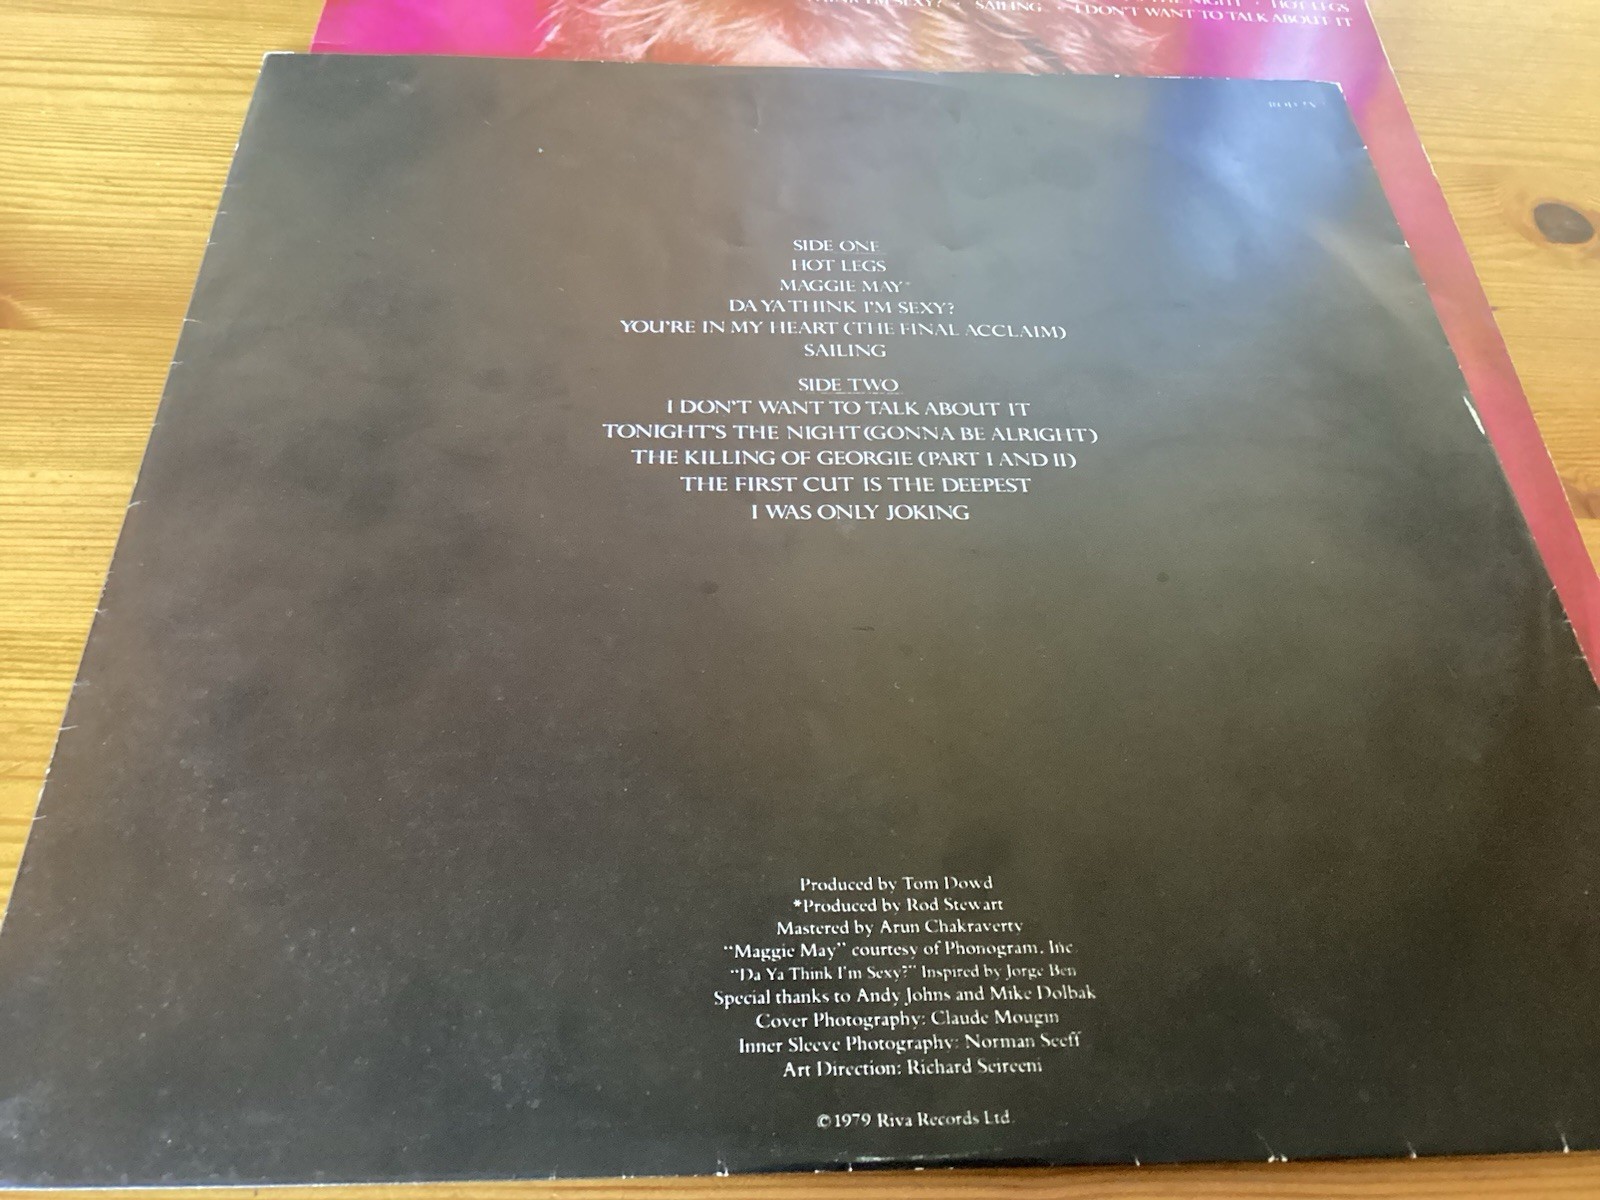 SAILING • I DON'T WANT TO TALK ABOUT IT
SIDE ONE
HOT LEGS
MAGGIE MAY*
DA YA THINK I'M SEXY?
YOU'RE IN MY HEART (THE FINAL ACCLAIM)
SAILING
SIDE TWO
I DON'T WANT TO TALK ABOUT IT
TONIGHT'S THE NIGHT (GONNA BE ALRIGHT)
THE KILLING OF GEORGIE (PART I AND II)
THE FIRST CUT IS THE DEEPEST
I WAS ONLY JOKING
Produced by Tom Dowd
*Produced by Rod Stewart
Mastered by Arun Chakraverty
"Maggie May" courtesy of Phonogram, Inc.
"Da Ya Think I'm Sexy?" Inspired by Jorge Ben
Special thanks to Andy Johns and Mike Dolbak
Cover Photography: Claude Mougin
Inner Sleeve Photography: Norman Seeff
Art Direction: Richard Seireeni
©1979 Riva Records Ltd.